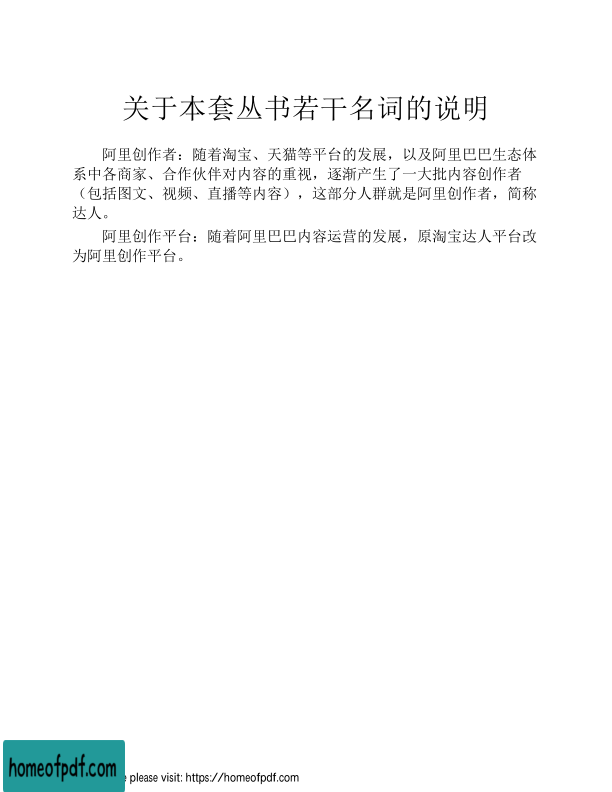 关于本套丛书若干名词的说明
阿里创作者：随着淘宝、天猫等平台的发展，以及阿里巴巴生态体
系中各商家、合作伙伴对内容的重视，逐渐产生了一大批内容创作者
（包括图文、视频、直播等内容），这部分人群就是阿里创作者，简称
达人。
阿里创作平台：随着阿里巴巴内容运营的发展，原淘宝达人平台改
为阿里创作平台。
homeofpdf.com
please visit: https://homeofpdf.com